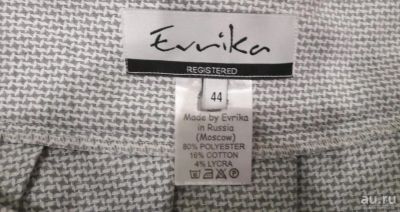 Evrika
REGISTERED
44
Made by Evrika
in Russia
(Moscow)
80% POLYESTER
16% COTTON
4% LYCRA
au.ru